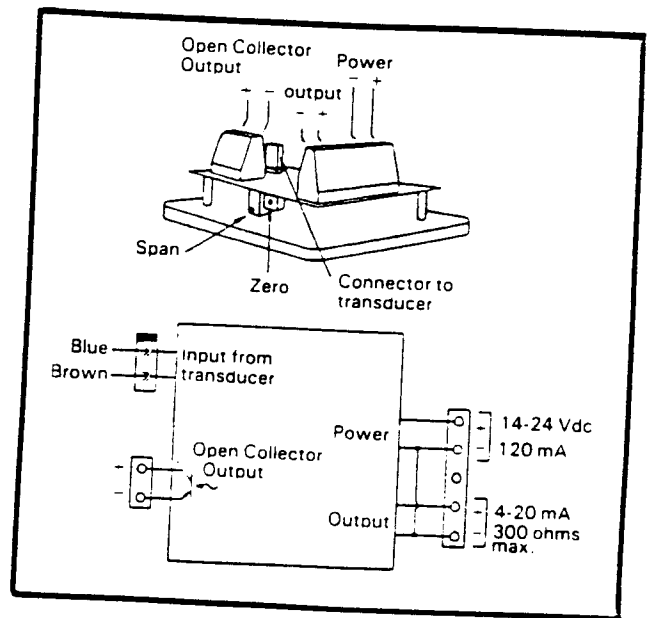 Open Collector
Output
Power
+ − output
− +
− +
Span
Zero
Connector to
transducer
Blue
Brown
Input from
transducer
Open Collector
Output
+
−
Power
+ 14-24 Vdc
− 120 mA
Output
+ 4-20 mA
− 300 ohms
max.